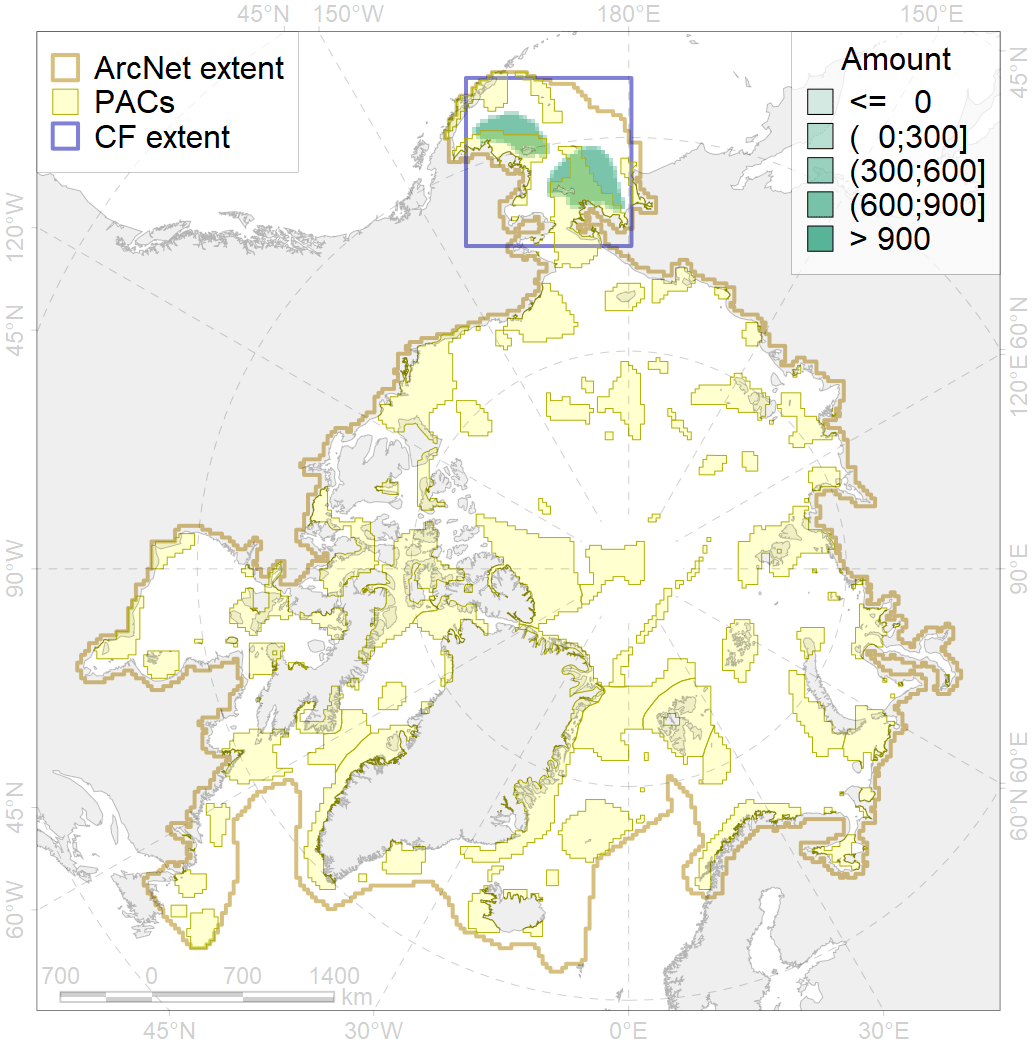 45°N 150°W 180°E 150°E
ArcNet extent
PACs
CF extent
Amount
<= 0
( 0;300]
(300;600]
(600;900]
> 900
45°N
120°W
45°N
90°W
45°N
60°W
60°N
120°E
90°E
60°E
60°N
700 0 700 1400
km
45°W 30°W 0°E 30°E